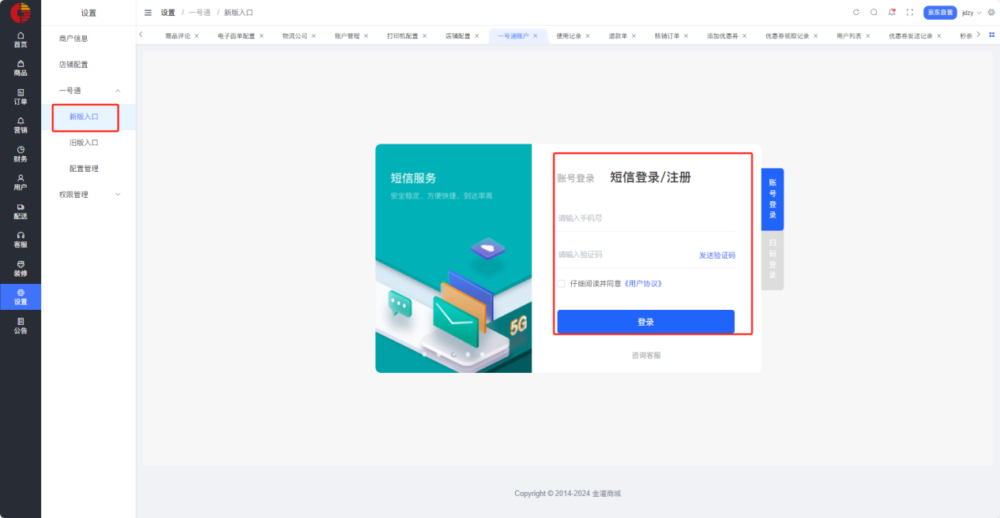 设置
设置 / 一号通 / 新版入口
京东自营
jdzy
首页
商品
订单
营销
财务
用户
配送
客服
装修
设置
公告
商户信息
店铺配置
一号通
新版入口
旧版入口
配置管理
权限管理
商品评论 电子面单配置 物流公司 账户管理 打印机配置 店铺配置 一号通账户 使用记录 退款单 核销订单 添加优惠券 优惠券领取记录 用户列表 优惠券发送记录 秒杀
短信服务
安全稳定、方便快捷、到达率高
5G
账号登录 短信登录/注册
请输入手机号
请输入验证码 发送验证码
仔细阅读并同意《用户协议》
登录
咨询客服
账号登录
扫码登录
Copyright © 2014-2024 金灌商城